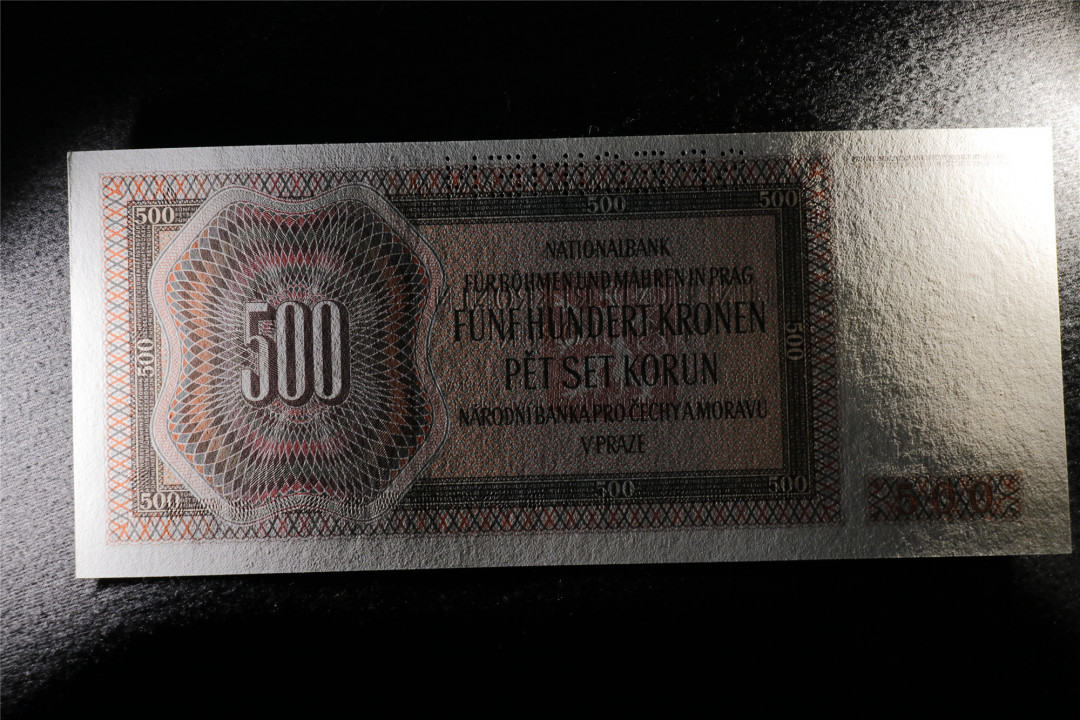 500
500
500
NATIONALBANK
FÜR BÖHMEN UND MÄHREN IN PRAG
FÜNFHUNDERT KRONEN
PĚT SET KORUN
NÁRODNÍ BANKA PRO ČECHY A MORAVU
V PRAZE
500
500
500
500
500
500
500